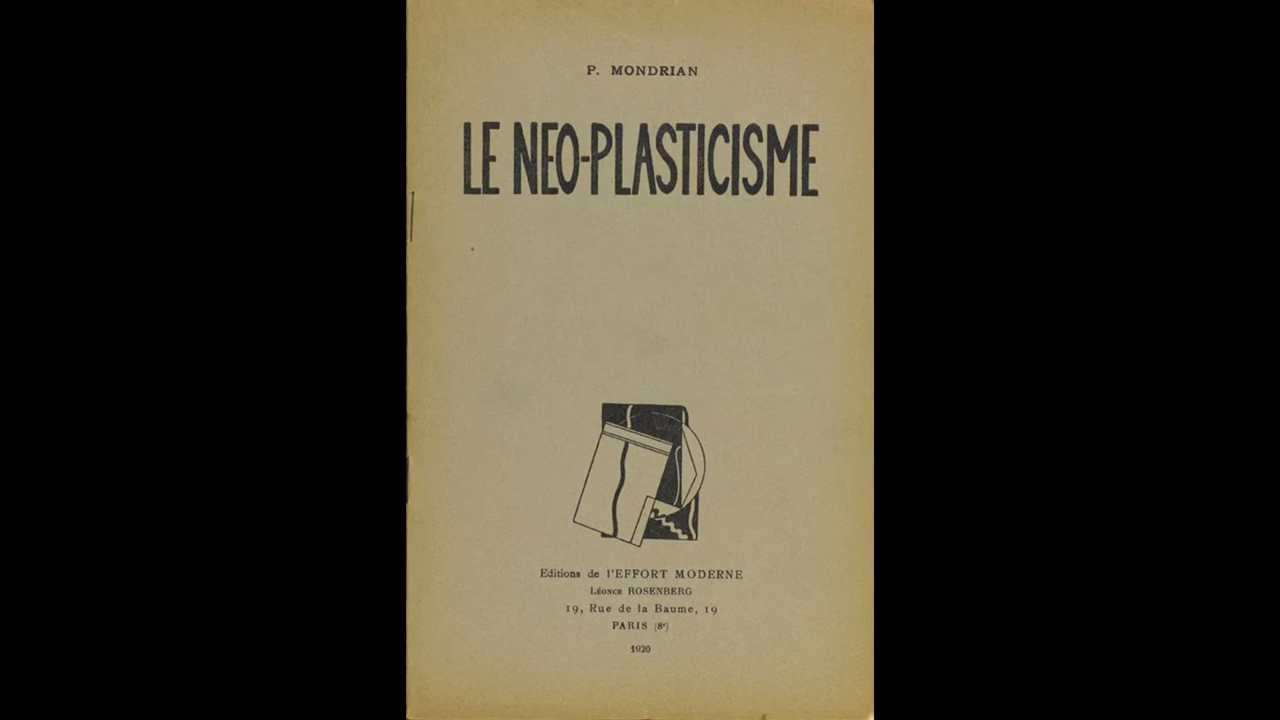 P. MONDRIAN
LE NEO-PLASTICISME
Editions de l'EFFORT MODERNE
Léonce ROSENBERG
19, Rue de la Baume, 19
PARIS (8ᵉ)
1920